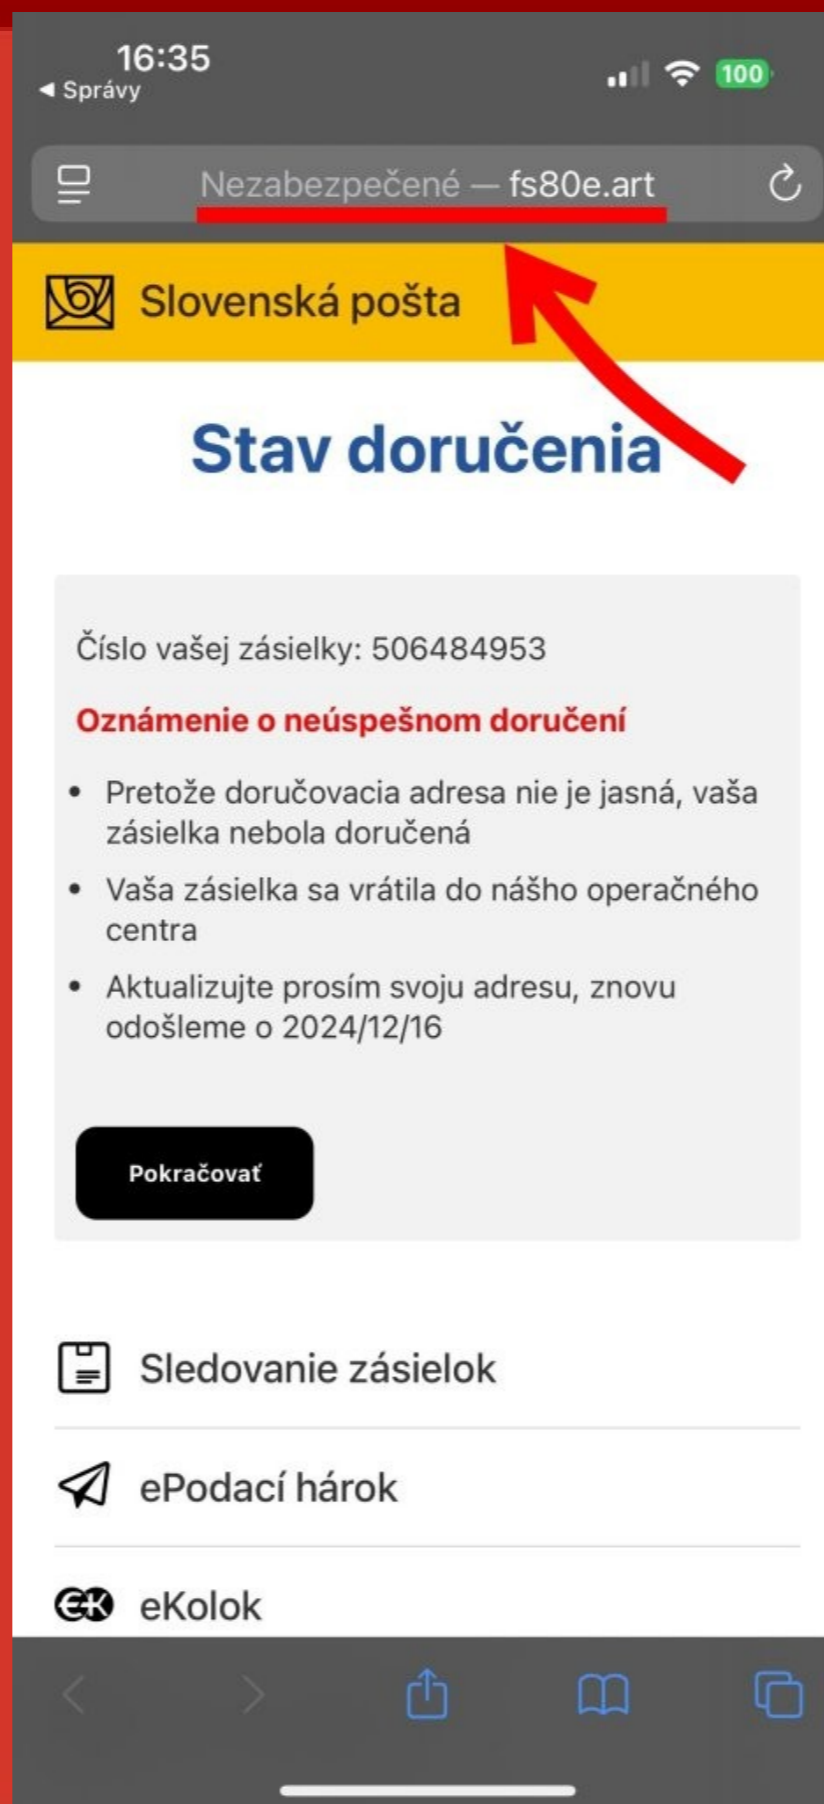 16:35
100
◀ Správy
Nezabezpečené — fs80e.art
Slovenská pošta
Stav doručenia
Číslo vašej zásielky: 506484953
Oznámenie o neúspešnom doručení
• Pretože doručovacia adresa nie je jasná, vaša
zásielka nebola doručená
• Vaša zásielka sa vrátila do nášho operačného
centra
• Aktualizujte prosím svoju adresu, znovu
odošleme o 2024/12/16
Pokračovať
Sledovanie zásielok
ePodací hárok
EK eKolok